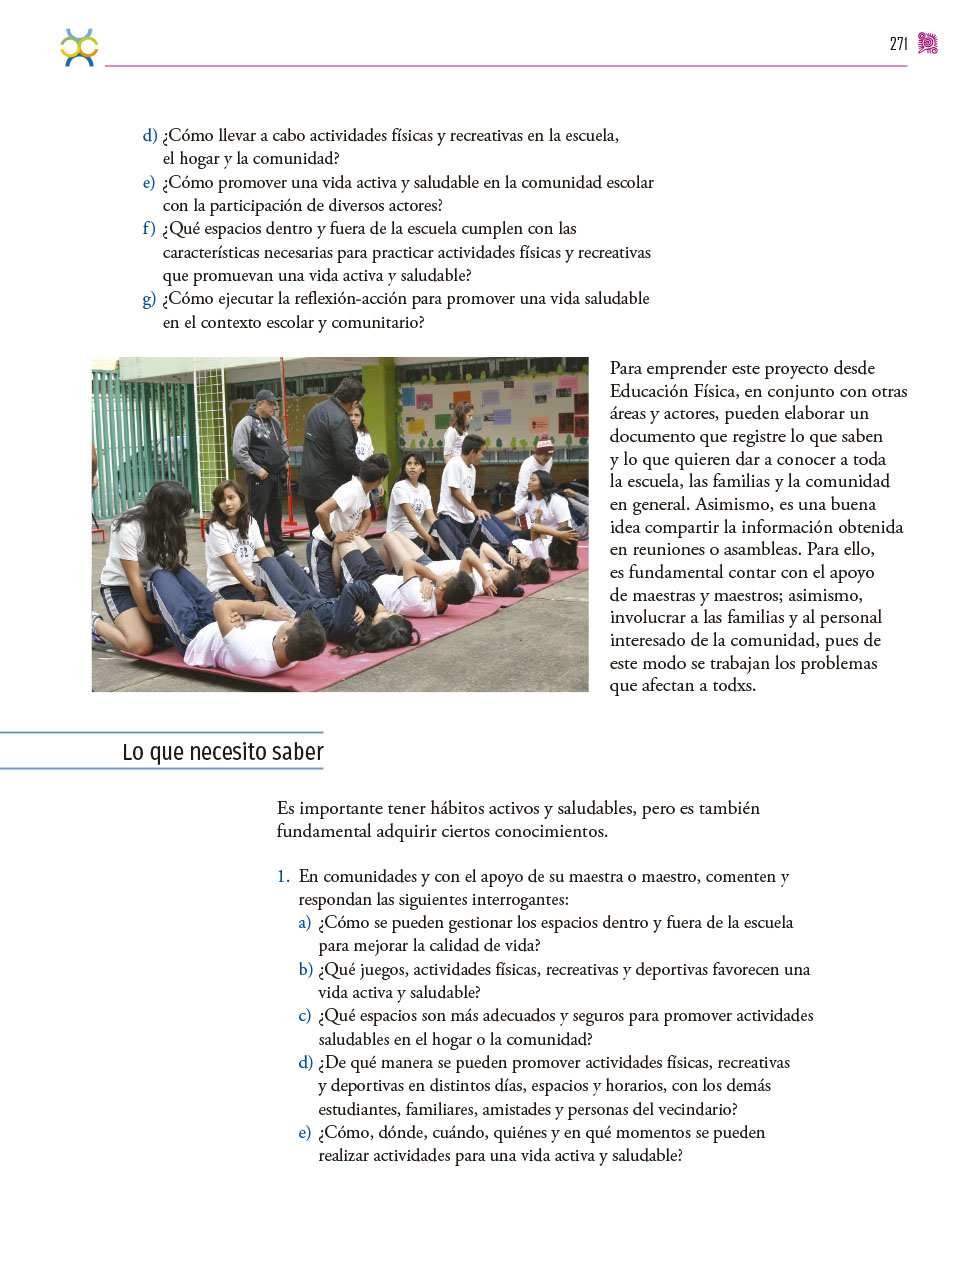 271
d) ¿Cómo llevar a cabo actividades físicas y recreativas en la escuela,
el hogar y la comunidad?
e) ¿Cómo promover una vida activa y saludable en la comunidad escolar
con la participación de diversos actores?
f) ¿Qué espacios dentro y fuera de la escuela cumplen con las
características necesarias para practicar actividades físicas y recreativas
que promuevan una vida activa y saludable?
g) ¿Cómo ejecutar la reflexión-acción para promover una vida saludable
en el contexto escolar y comunitario?
Para emprender este proyecto desde
Educación Física, en conjunto con otras
áreas y actores, pueden elaborar un
documento que registre lo que saben
y lo que quieren dar a conocer a toda
la escuela, las familias y la comunidad
en general. Asimismo, es una buena
idea compartir la información obtenida
en reuniones o asambleas. Para ello,
es fundamental contar con el apoyo
de maestras y maestros; asimismo,
involucrar a las familias y al personal
interesado de la comunidad, pues de
este modo se trabajan los problemas
que afectan a todxs.
Lo que necesito saber
Es importante tener hábitos activos y saludables, pero es también
fundamental adquirir ciertos conocimientos.
1. En comunidades y con el apoyo de su maestra o maestro, comenten y
respondan las siguientes interrogantes:
a) ¿Cómo se pueden gestionar los espacios dentro y fuera de la escuela
para mejorar la calidad de vida?
b) ¿Qué juegos, actividades físicas, recreativas y deportivas favorecen una
vida activa y saludable?
c) ¿Qué espacios son más adecuados y seguros para promover actividades
saludables en el hogar o la comunidad?
d) ¿De qué manera se pueden promover actividades físicas, recreativas
y deportivas en distintos días, espacios y horarios, con los demás
estudiantes, familiares, amistades y personas del vecindario?
e) ¿Cómo, dónde, cuándo, quiénes y en qué momentos se pueden
realizar actividades para una vida activa y saludable?